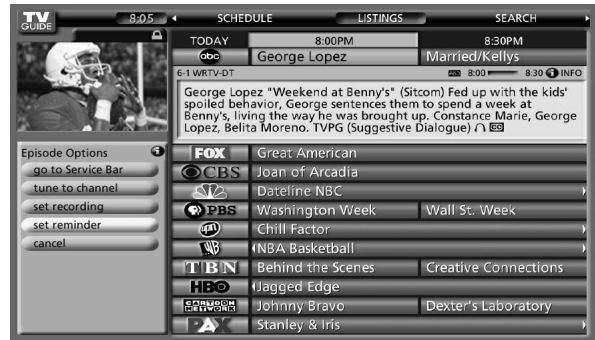 TV
GUIDE
8:05
SCHEDULE LISTINGS SEARCH
TODAY 8:00PM 8:30PM
abc George Lopez Married/Kellys
6-1 WRTV-DT 8:00 8:30 i INFO
George Lopez "Weekend at Benny's" (Sitcom) Fed up with the kids'
spoiled behavior, George sentences them to spend a week at
Benny's, living the way he was brought up. Constance Marie, George
Lopez, Belita Moreno. TVPG (Suggestive Dialogue) CC
Episode Options i
go to Service Bar
tune to channel
set recording
set reminder
cancel
FOX Great American
CBS Joan of Arcadia
Dateline NBC
PBS Washington Week Wall St. Week
upn Chill Factor
WB NBA Basketball
TBN Behind the Scenes Creative Connections
HBO Jagged Edge
CARTOON NETWORK Johnny Bravo Dexter's Laboratory
PAX Stanley & Iris